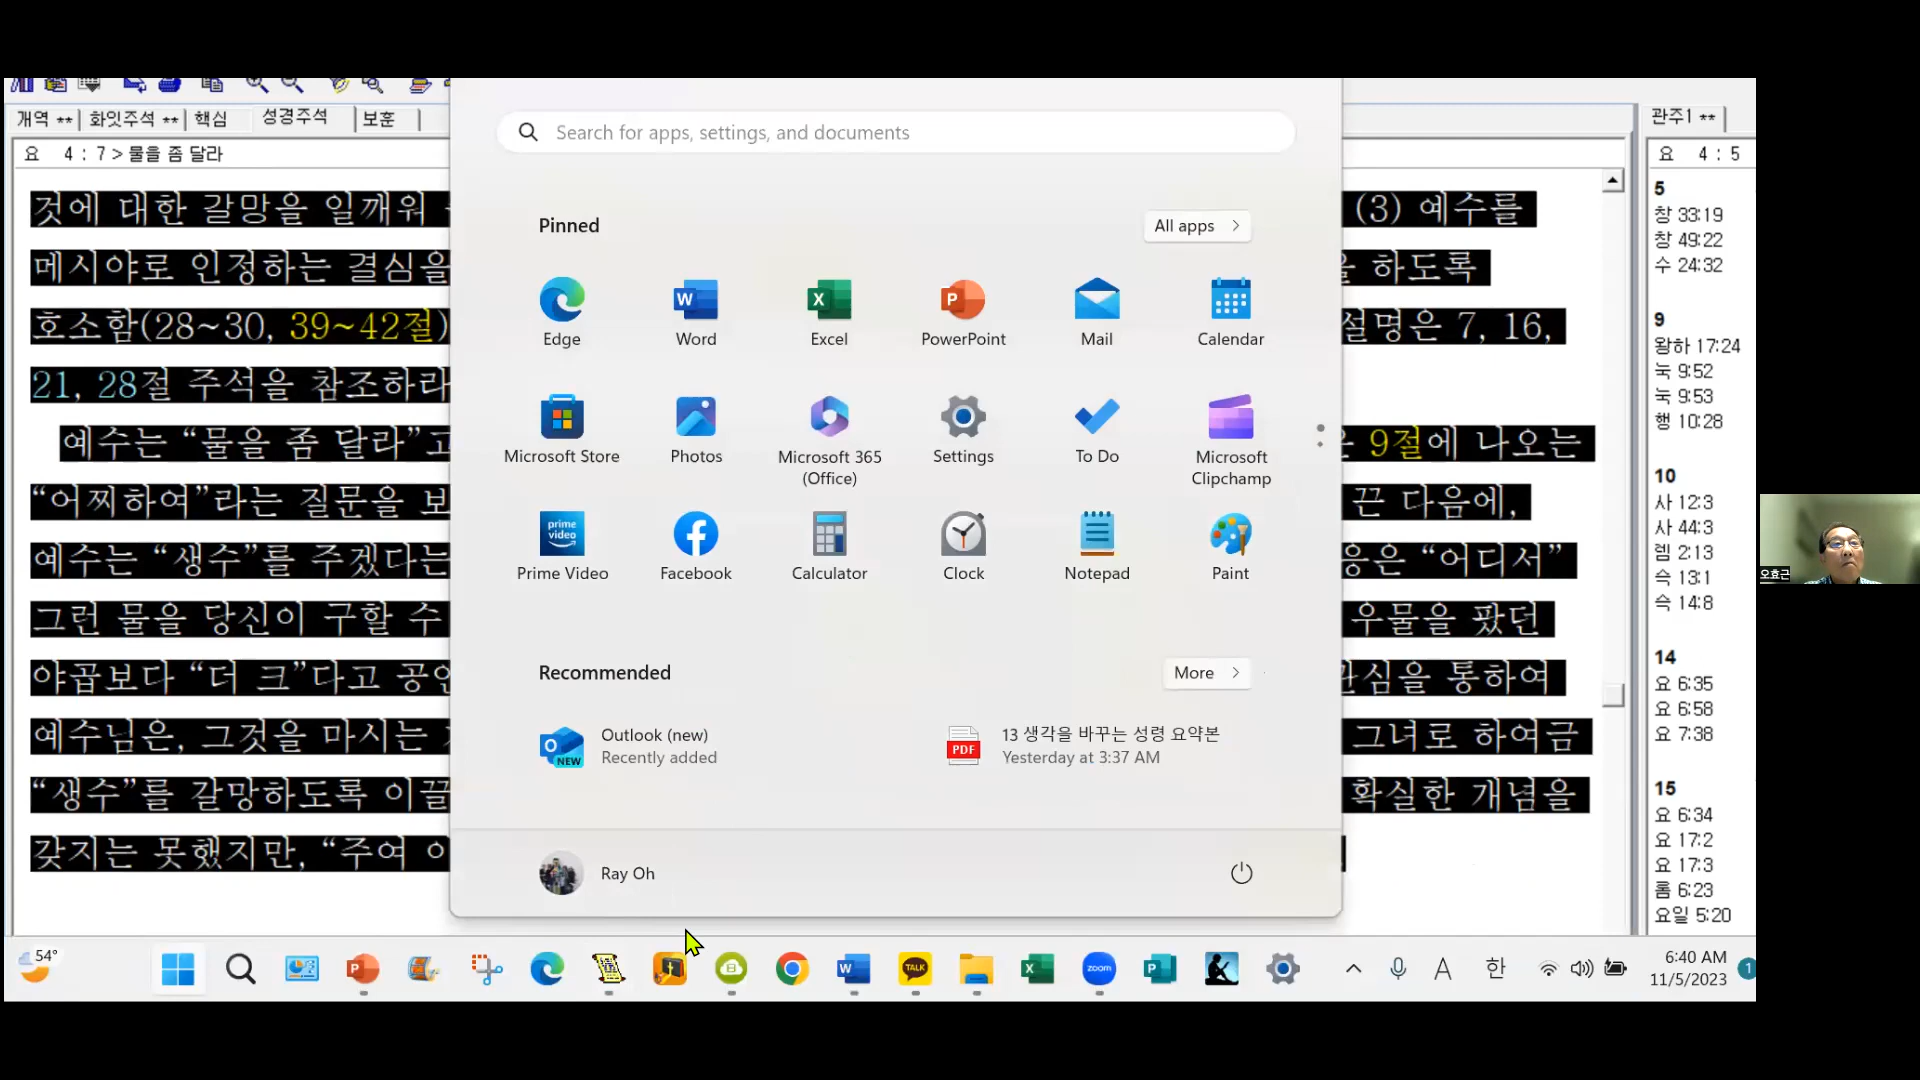 개역 **
화잇주석 **
핵심
성경주석
보훈
요 4 : 7 > 물을 좀 달라
것에 대한 갈망을 일깨워
메시야로 인정하는 결심을
호소함(28~30, 39~42절)
21, 28절 주석을 참조하라
예수는 “물을 좀 달라”고
“어찌하여”라는 질문을 보
예수는 “생수”를 주겠다는
그런 물을 당신이 구할 수
야곱보다 “더 크”다고 공언
예수님은, 그것을 마시는
“생수”를 갈망하도록 이끌
갖지는 못했지만, “주여 이
Search for apps, settings, and documents
Pinned
All apps
Edge
Word
Excel
PowerPoint
Mail
Calendar
Microsoft Store
Photos
Microsoft 365
(Office)
Settings
To Do
Microsoft
Clipchamp
prime
video
Prime Video
Facebook
Calculator
Clock
Notepad
Paint
Recommended
More
NEW
Outlook (new)
Recently added
PDF
13 생각을 바꾸는 성령 요약본
Yesterday at 3:37 AM
Ray Oh
(3) 예수를
하도록
설명은 7, 16,
9절에 나오는
끈 다음에,
응은 “어디서”
우물을 팠던
관심을 통하여
그녀로 하여금
확실한 개념을
관주1 **
요 4 : 5
5
창 33:19
창 49:22
수 24:32
9
왕하 17:24
눅 9:52
눅 9:53
행 10:28
10
사 12:3
사 44:3
렘 2:13
슥 13:1
슥 14:8
14
요 6:35
요 6:58
요 7:38
15
요 6:34
요 17:2
요 17:3
롬 6:23
요일 5:20
오효근
54°
TALK
zoom
A
한
6:40 AM
11/5/2023
1